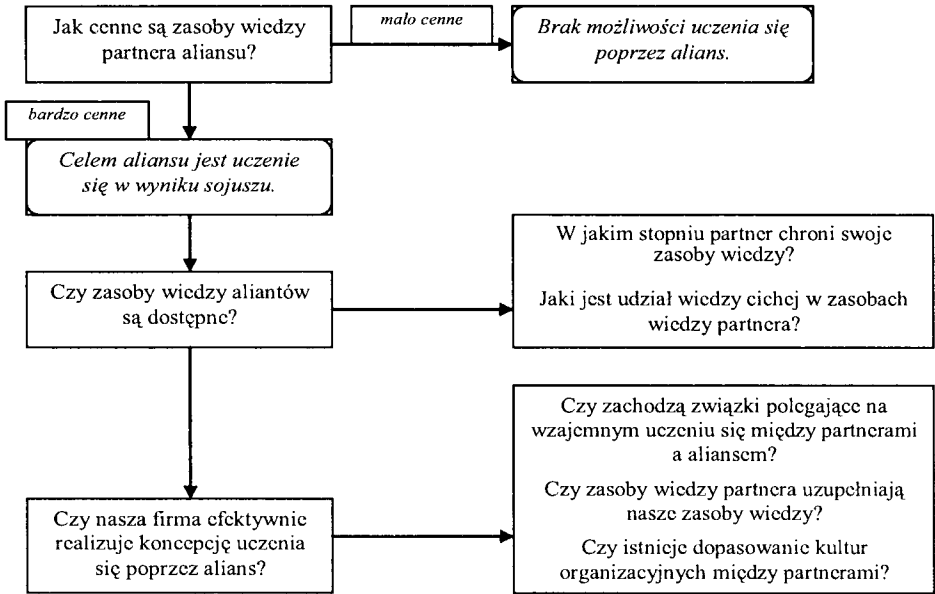 Jak cenne są zasoby wiedzy
partnera aliansu?
mało cenne
Brak możliwości uczenia się
poprzez alians.
bardzo cenne
Celem aliansu jest uczenie
się w wyniku sojuszu.
Czy zasoby wiedzy aliantów
są dostępne?
W jakim stopniu partner chroni swoje
zasoby wiedzy?
Jaki jest udział wiedzy cichej w zasobach
wiedzy partnera?
Czy nasza firma efektywnie
realizuje koncepcję uczenia
się poprzez alians?
Czy zachodzą związki polegające na
wzajemnym uczeniu się między partnerami
a aliansem?
Czy zasoby wiedzy partnera uzupełniają
nasze zasoby wiedzy?
Czy istnieje dopasowanie kultur
organizacyjnych między partnerami?